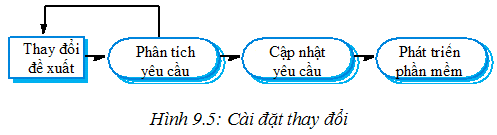 Thay đổi
đề xuất
Phân tích
yêu cầu
Cập nhật
yêu cầu
Phát triển
phần mềm
Hình 9.5: Cài đặt thay đổi